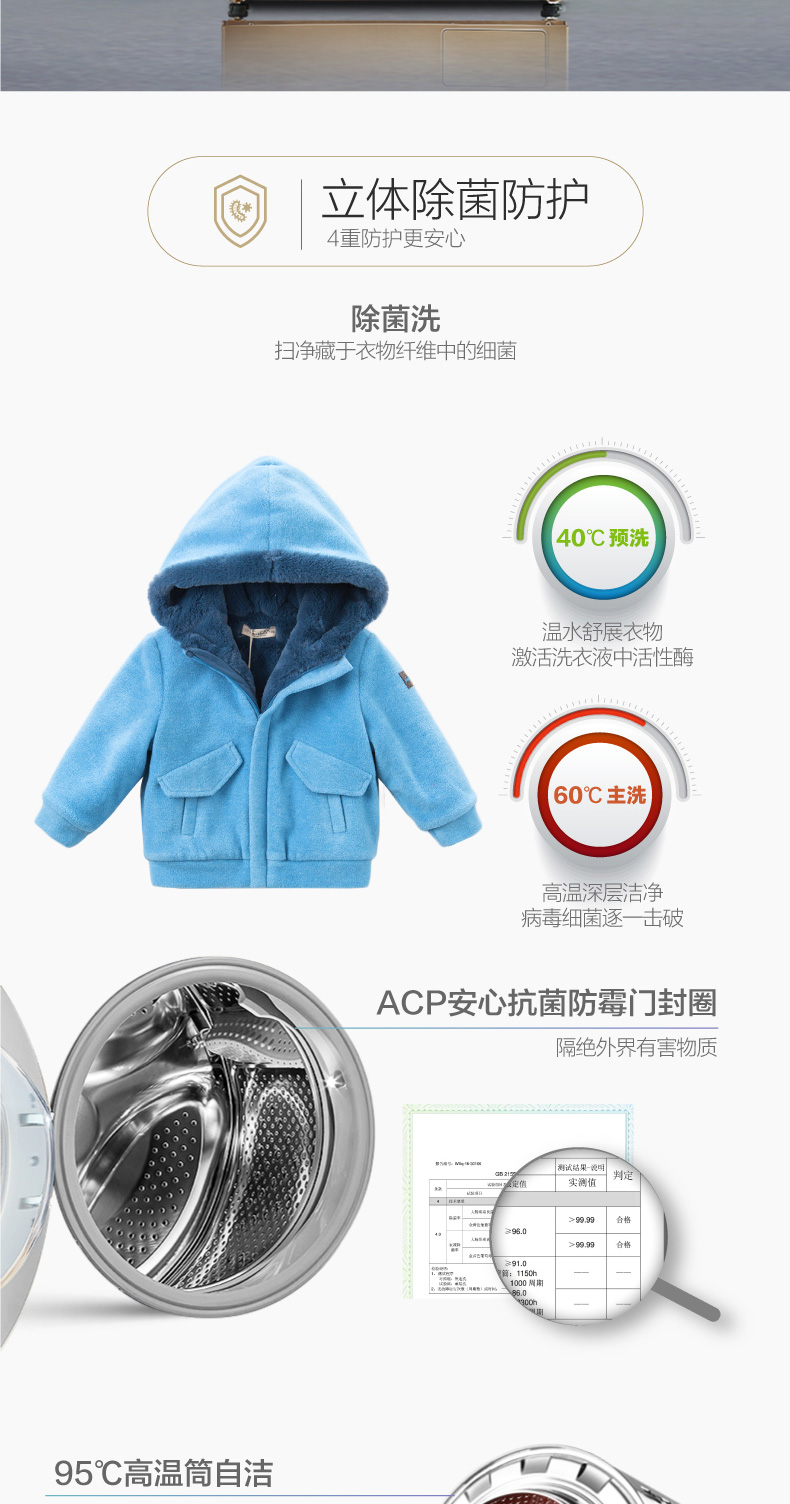 立体除菌防护
4重防护更安心
除菌洗
扫净藏于衣物纤维中的细菌
40℃预洗
温水舒展衣物
激活洗衣液中活性酶
60℃主洗
高温深层洁净
病毒细菌逐一击破
ACP安心抗菌防霉门封圈
隔绝外界有害物质
测试结果-说明
判定
实测值
≥96.0
>99.99 合格
>99.99 合格
≥91.0
1150h
1000 周期
95℃高温筒自洁